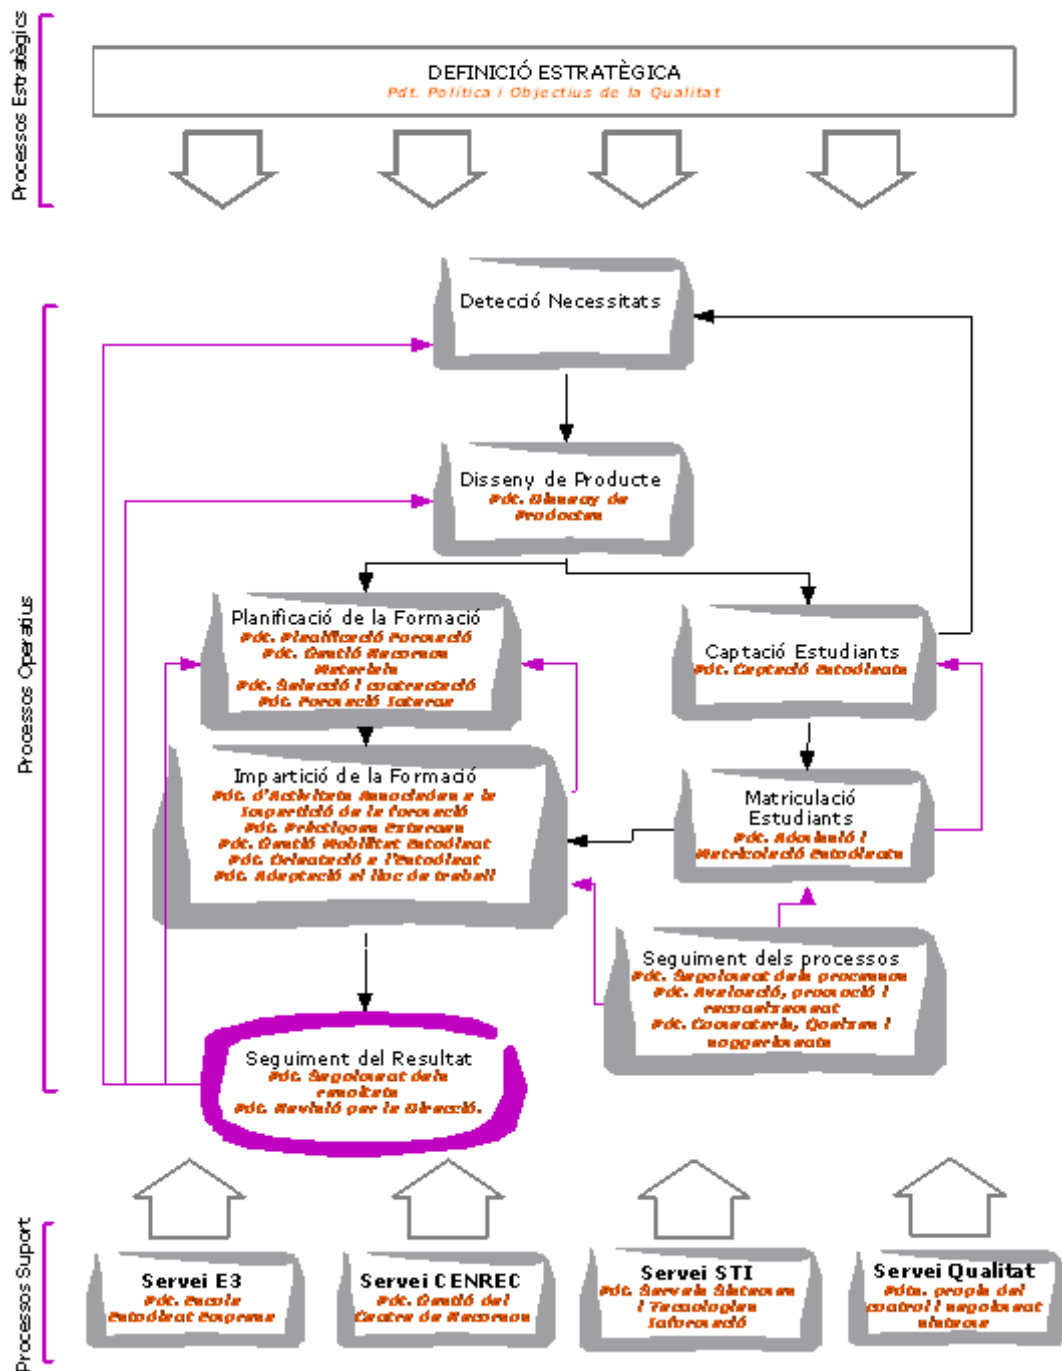 Processos Estratègics
DEFINICIÓ ESTRATÈGICA
Pdt. Política i Objectius de la Qualitat
Processos Operatius
Detecció Necessitats
Disseny de Producte
Pdt. Disseny de
Productes
Planificació de la Formació
Pdt. Planificació Formació
Pdt. Gestió Recursos
Materials
Pdt. Selecció i contractació
Pdt. Formació Interna
Captació Estudiants
Pdt. Captació Estudiants
Impartició de la Formació
Pdt. d'Activitats Associades a la
Impartició de la formació
Pdt. Pràctiques Externes
Pdt. Gestió Mobilitat Estudiant
Pdt. Orientació a l'Estudiant
Pdt. Adaptació al lloc de treball
Matriculació
Estudiants
Pdt. Admissió i
Matriculació Estudiants
Seguiment dels processos
Pdt. Seguiment dels processos
Pdt. Avaluació, promoció i
reconeixement
Pdt. Comentaris, Queixes i
suggeriments
Seguiment del Resultat
Pdt. Seguiment dels
resultats
Pdt. Revisió per la Direcció.
Processos Suport
Servei E3
Pdt. Escola
Estudiant Empresa
Servei CENREC
Pdt. Gestió del
Centre de Recursos
Servei STI
Pdt. Serveis Sistemes
i Tecnologies
Informació
Servei Qualitat
Pdts. propis del
control i seguiment
sistema